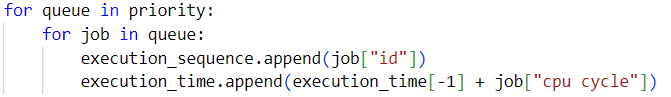 for queue in priority:
    for job in queue:
        execution_sequence.append(job["id"])
        execution_time.append(execution_time[-1] + job["cpu cycle"])